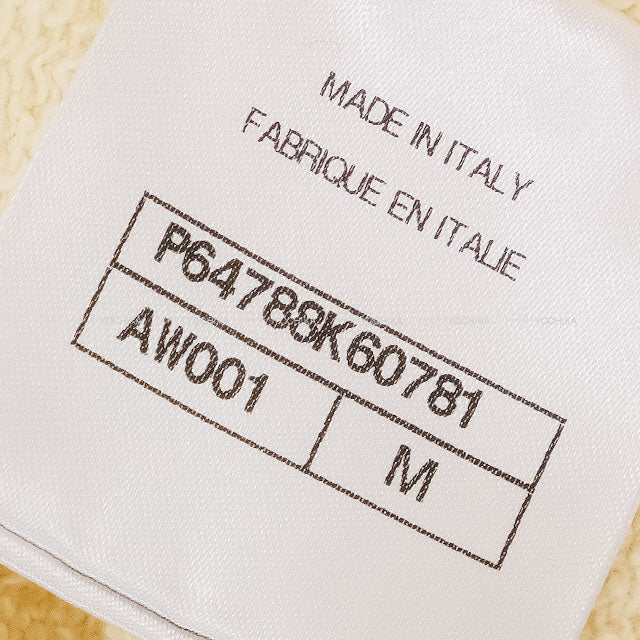 MADE IN ITALY
FABRIQUE EN ITALIE
P64788K60781
AW001 M